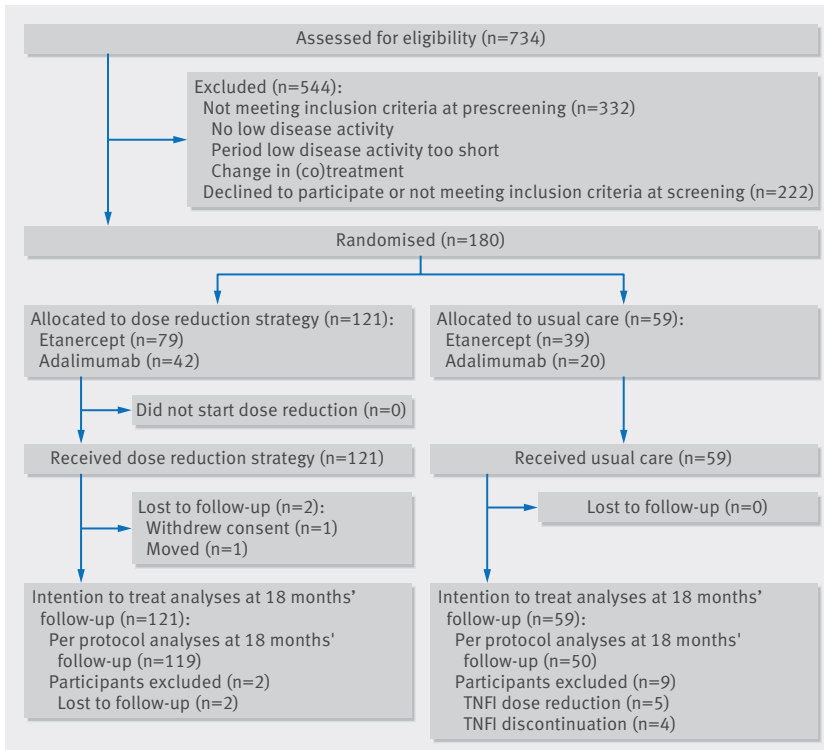 Assessed for eligibility (n=734)
Excluded (n=544):
Not meeting inclusion criteria at prescreening (n=332)
No low disease activity
Period low disease activity too short
Change in (co)treatment
Declined to participate or not meeting inclusion criteria at screening (n=222)
Randomised (n=180)
Allocated to dose reduction strategy (n=121):
Etanercept (n=79)
Adalimumab (n=42)
Allocated to usual care (n=59):
Etanercept (n=39)
Adalimumab (n=20)
Did not start dose reduction (n=0)
Received dose reduction strategy (n=121)
Received usual care (n=59)
Lost to follow-up (n=2):
Withdrew consent (n=1)
Moved (n=1)
Lost to follow-up (n=0)
Intention to treat analyses at 18 months’
follow-up (n=121):
Per protocol analyses at 18 months'
follow-up (n=119)
Participants excluded (n=2)
Lost to follow-up (n=2)
Intention to treat analyses at 18 months’
follow-up (n=59):
Per protocol analyses at 18 months'
follow-up (n=50)
Participants excluded (n=9)
TNFI dose reduction (n=5)
TNFI discontinuation (n=4)